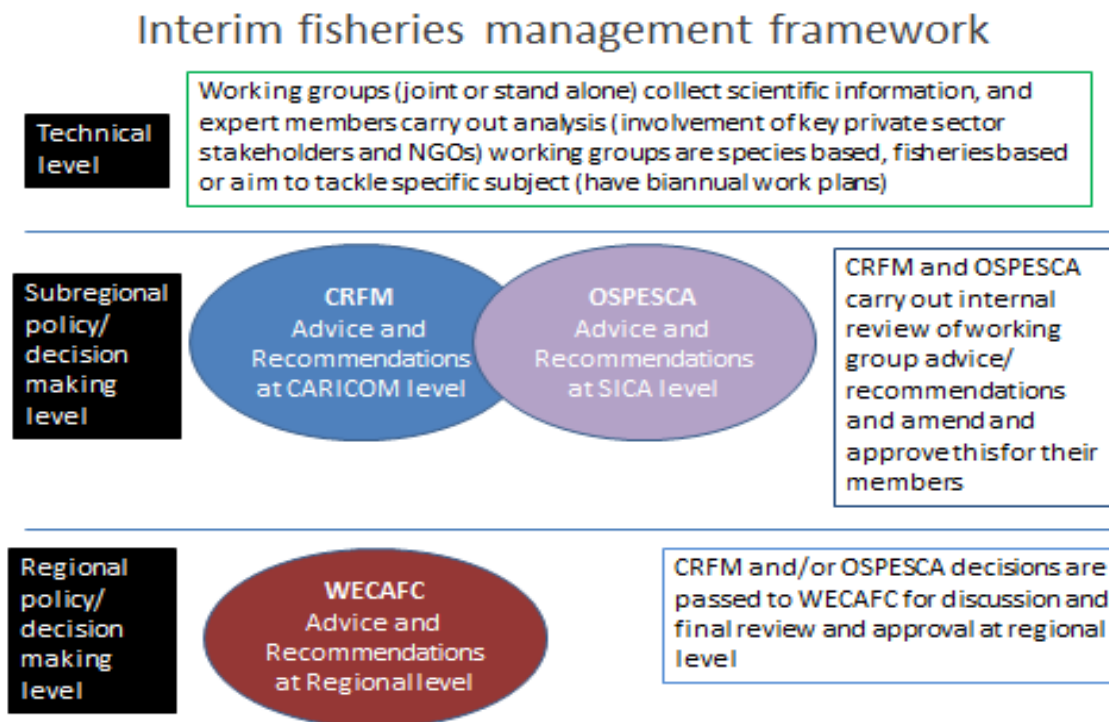 Interim fisheries management framework
Technical
level
Working groups (joint or stand alone) collect scientific information, and
expert members carry out analysis (involvement of key private sector
stakeholders and NGOs) working groups are species based, fisheries based
or aim to tackle specific subject (have biannual work plans)
Subregional
policy/
decision
making
level
CRFM
Advice and
Recommendations
at CARICOM level
OSPESCA
Advice and
Recommendations
at SICA level
CRFM and OSPESCA
carry out internal
review of working
group advice/
recommendations
and amend and
approve this for their
members
Regional
policy/
decision
making
level
WECAFC
Advice and
Recommendations
at Regional level
CRFM and/or OSPESCA decisions are
passed to WECAFC for discussion and
final review and approval at regional
level